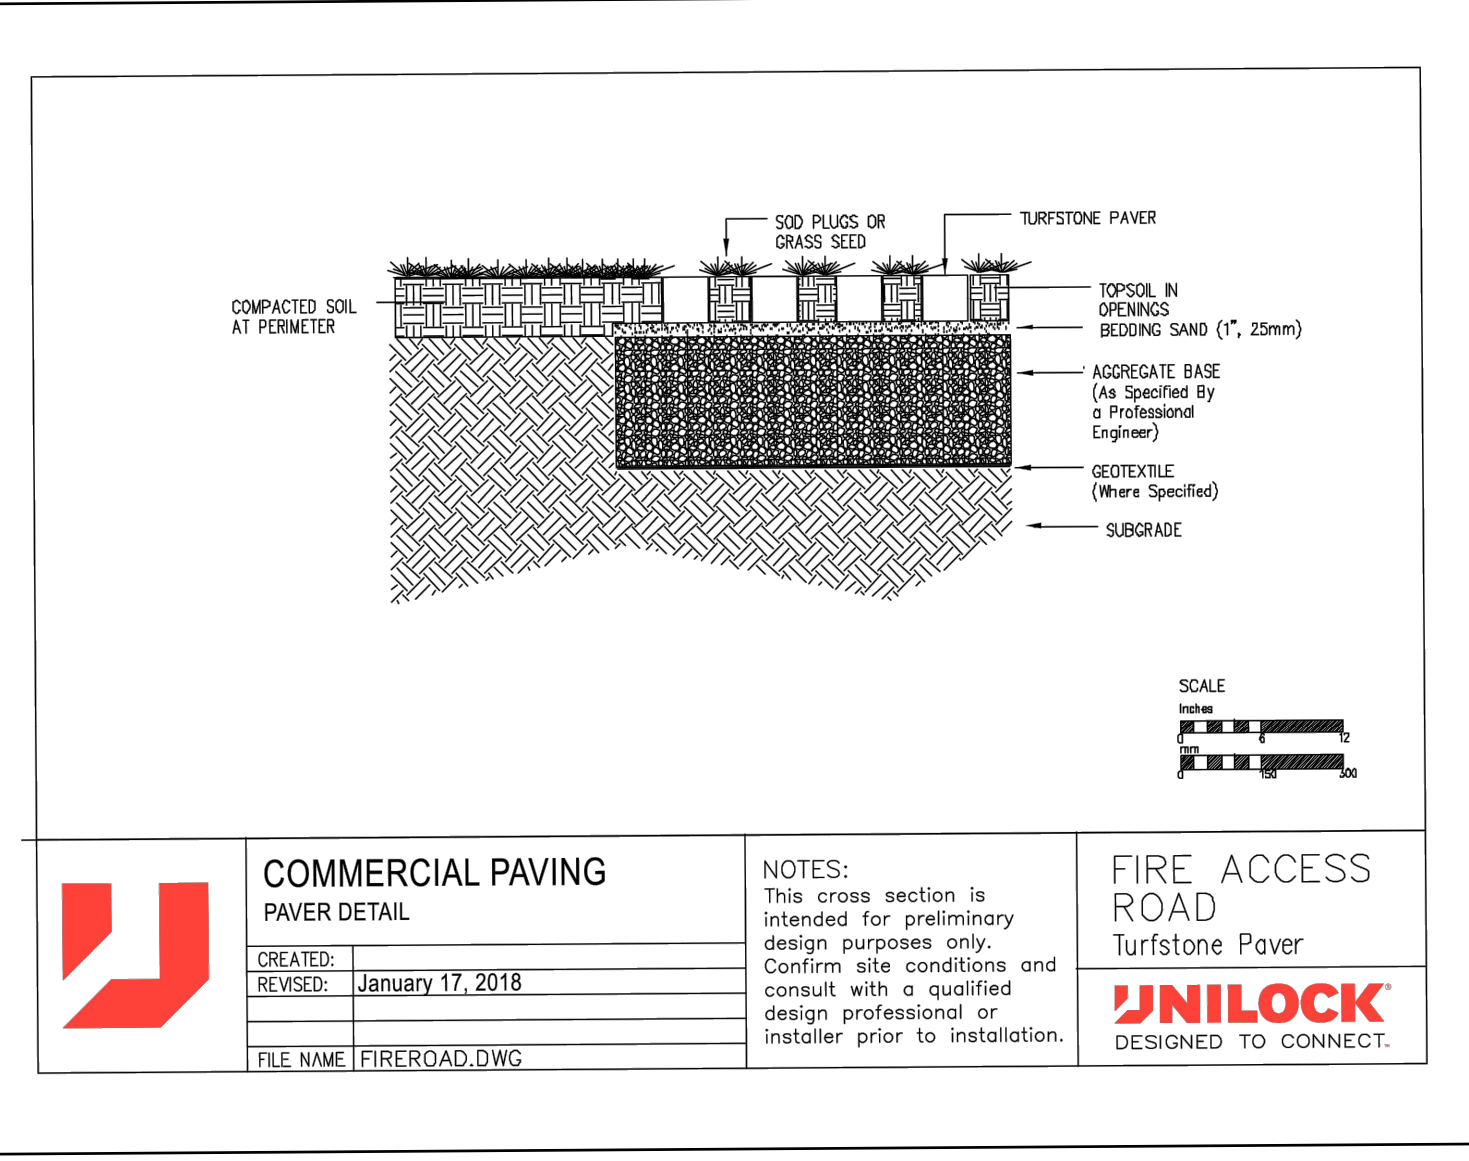 SOD PLUGS OR
GRASS SEED
TURFSTONE PAVER
COMPACTED SOIL
AT PERIMETER
TOPSOIL IN
OPENINGS
BEDDING SAND (1", 25mm)
AGGREGATE BASE
(As Specified By
a Professional
Engineer)
GEOTEXTILE
(Where Specified)
SUBGRADE
SCALE
Inches
0 6 12
mm
0 150 300
COMMERCIAL PAVING
PAVER DETAIL
CREATED:
REVISED: January 17, 2018
FILE NAME FIREROAD.DWG
NOTES:
This cross section is
intended for preliminary
design purposes only.
Confirm site conditions and
consult with a qualified
design professional or
installer prior to installation.
FIRE ACCESS
ROAD
Turfstone Paver
UNILOCK®
DESIGNED TO CONNECT™